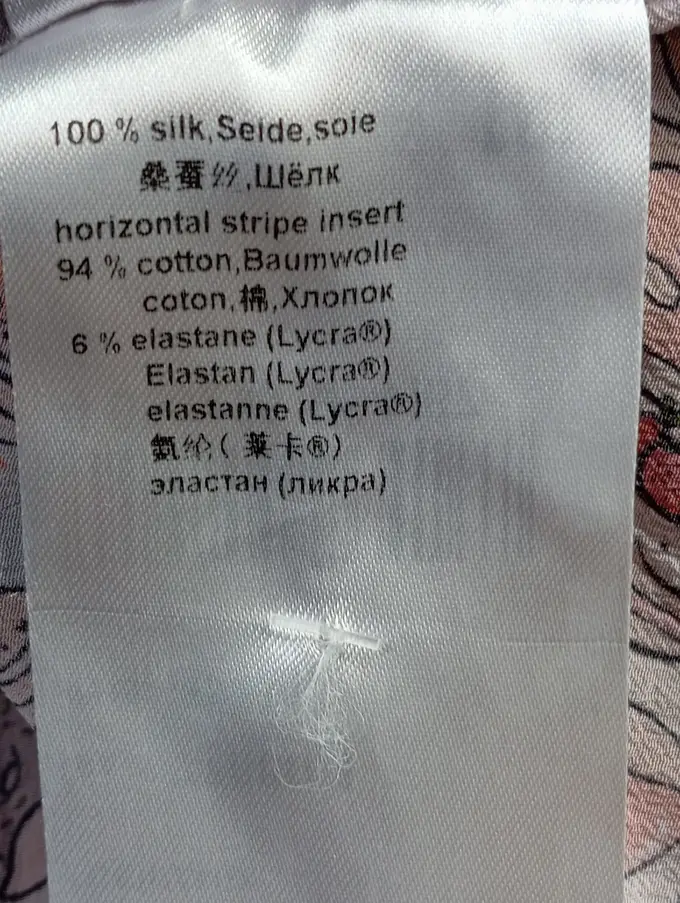 100 % silk,Seide,soie
桑蚕丝,Шёлк
horizontal stripe insert
94 % cotton,Baumwolle
coton,棉,Хлопок
6 % elastane (Lycra®)
Elastan (Lycra®)
elastanne (Lycra®)
氨纶(莱卡®)
эластан (ликра)